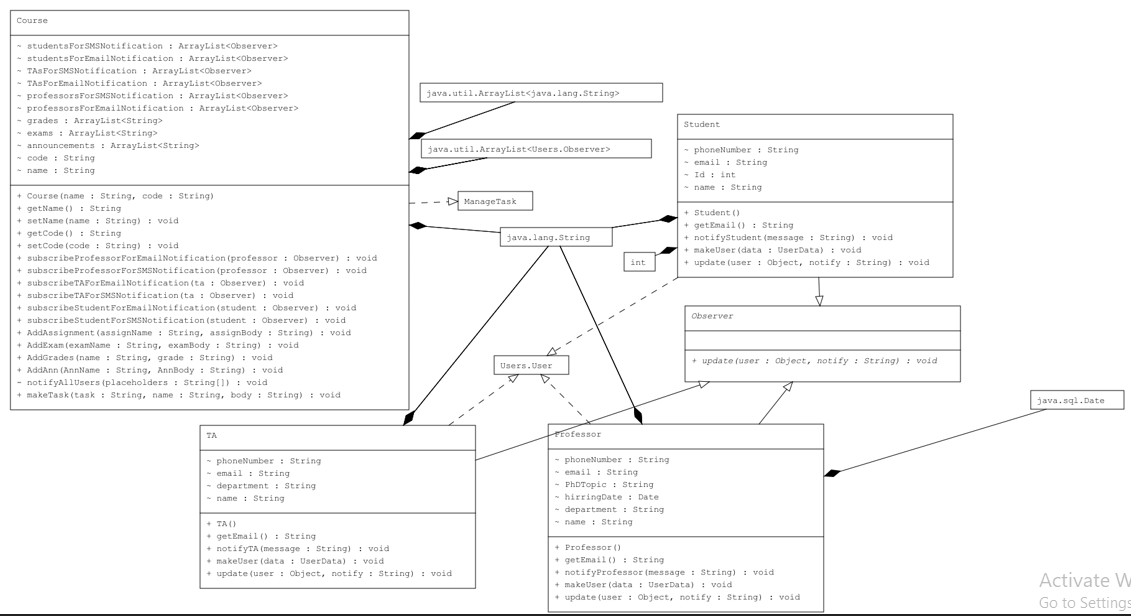 Course
~ studentsForSMSNotification : ArrayList<Observer>
~ studentsForEmailNotification : ArrayList<Observer>
~ TAsForSMSNotification : ArrayList<Observer>
~ TAsForEmailNotification : ArrayList<Observer>
~ professorsForSMSNotification : ArrayList<Observer>
~ professorsForEmailNotification : ArrayList<Observer>
~ grades : ArrayList<String>
~ exams : ArrayList<String>
~ announcements : ArrayList<String>
~ code : String
~ name : String
+ Course(name : String, code : String)
+ getName() : String
+ setName(name : String) : void
+ getCode() : String
+ setCode(code : String) : void
+ subscribeProfessorForEmailNotification(professor : Observer) : void
+ subscribeProfessorForSMSNotification(professor : Observer) : void
+ subscribeTAForEmailNotification(ta : Observer) : void
+ subscribeTAForSMSNotification(ta : Observer) : void
+ subscribeStudentForEmailNotification(student : Observer) : void
+ subscribeStudentForSMSNotification(student : Observer) : void
+ AddAssignment(assignName : String, assignBody : String) : void
+ AddExam(examName : String, examBody : String) : void
+ AddGrades(name : String, grade : String) : void
+ AddAnn(AnnName : String, AnnBody : String) : void
- notifyAllUsers(placeholders : String[]) : void
+ makeTask(task : String, name : String, body : String) : void
java.util.ArrayList<java.lang.String>
java.util.ArrayList<Users.Observer>
ManageTask
java.lang.String
int
Student
~ phoneNumber : String
~ email : String
~ Id : int
~ name : String
+ Student()
+ getEmail() : String
+ notifyStudent(message : String) : void
+ makeUser(data : UserData) : void
+ update(user : Object, notify : String) : void
Observer
+ update(user : Object, notify : String) : void
Users.User
java.sql.Date
TA
~ phoneNumber : String
~ email : String
~ department : String
~ name : String
+ TA()
+ getEmail() : String
+ notifyTA(message : String) : void
+ makeUser(data : UserData) : void
+ update(user : Object, notify : String) : void
Professor
~ phoneNumber : String
~ email : String
~ PhDTopic : String
~ hirringDate : Date
~ department : String
~ name : String
+ Professor()
+ getEmail() : String
+ notifyProfessor(message : String) : void
+ makeUser(data : UserData) : void
+ update(user : Object, notify : String) : void
Activate W
Go to Settings